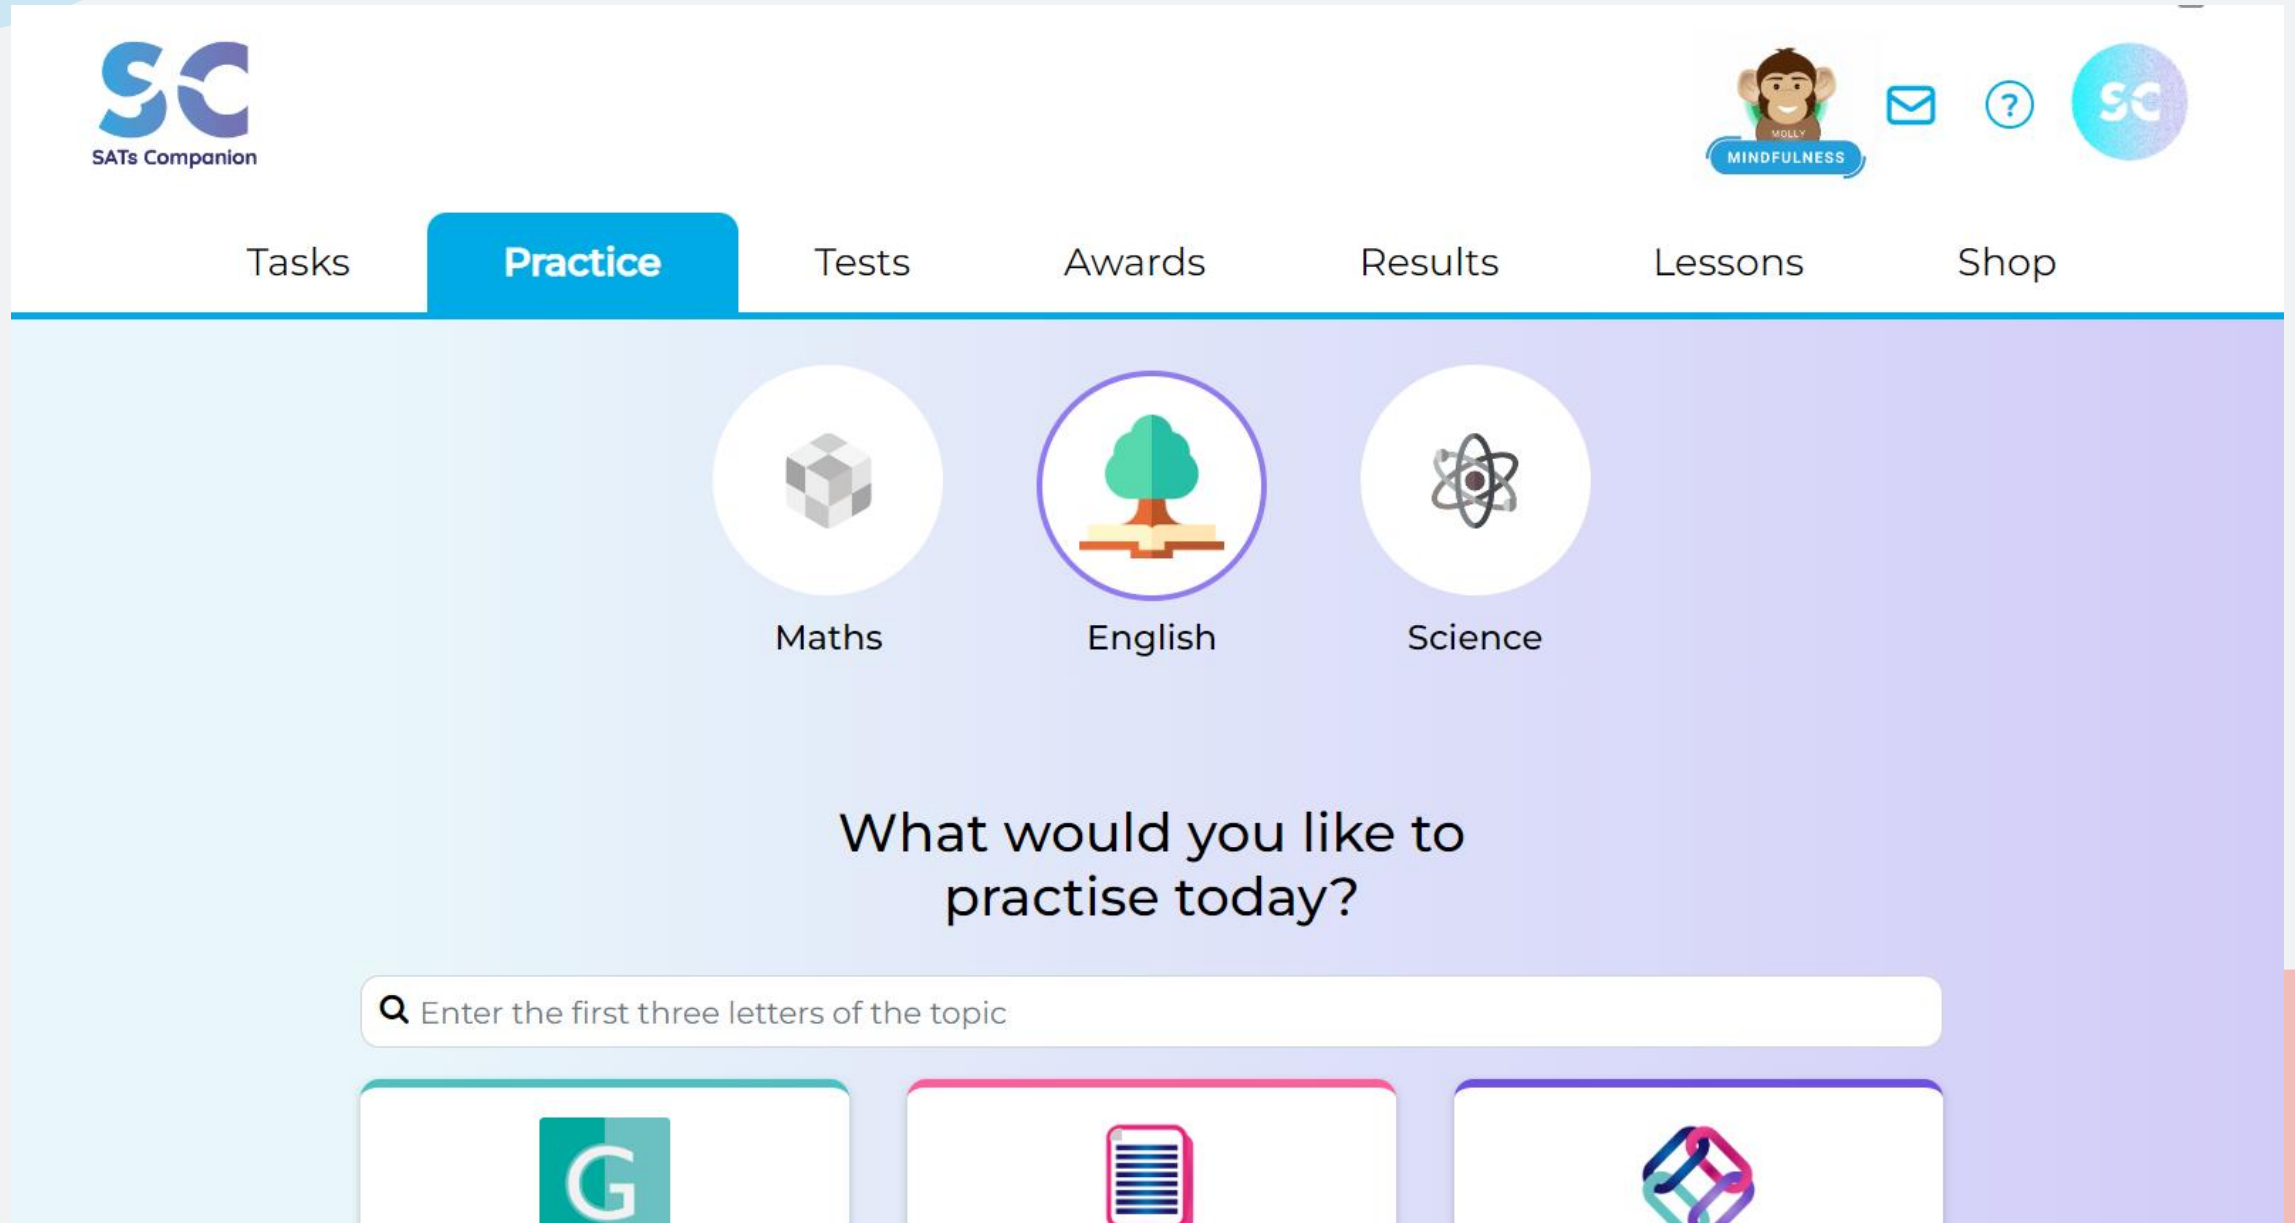 SC
SATs Companion
MOLLY
MINDFULNESS
?
SC
Tasks
Practice
Tests
Awards
Results
Lessons
Shop
Maths
English
Science
What would you like to
practise today?
Enter the first three letters of the topic
G